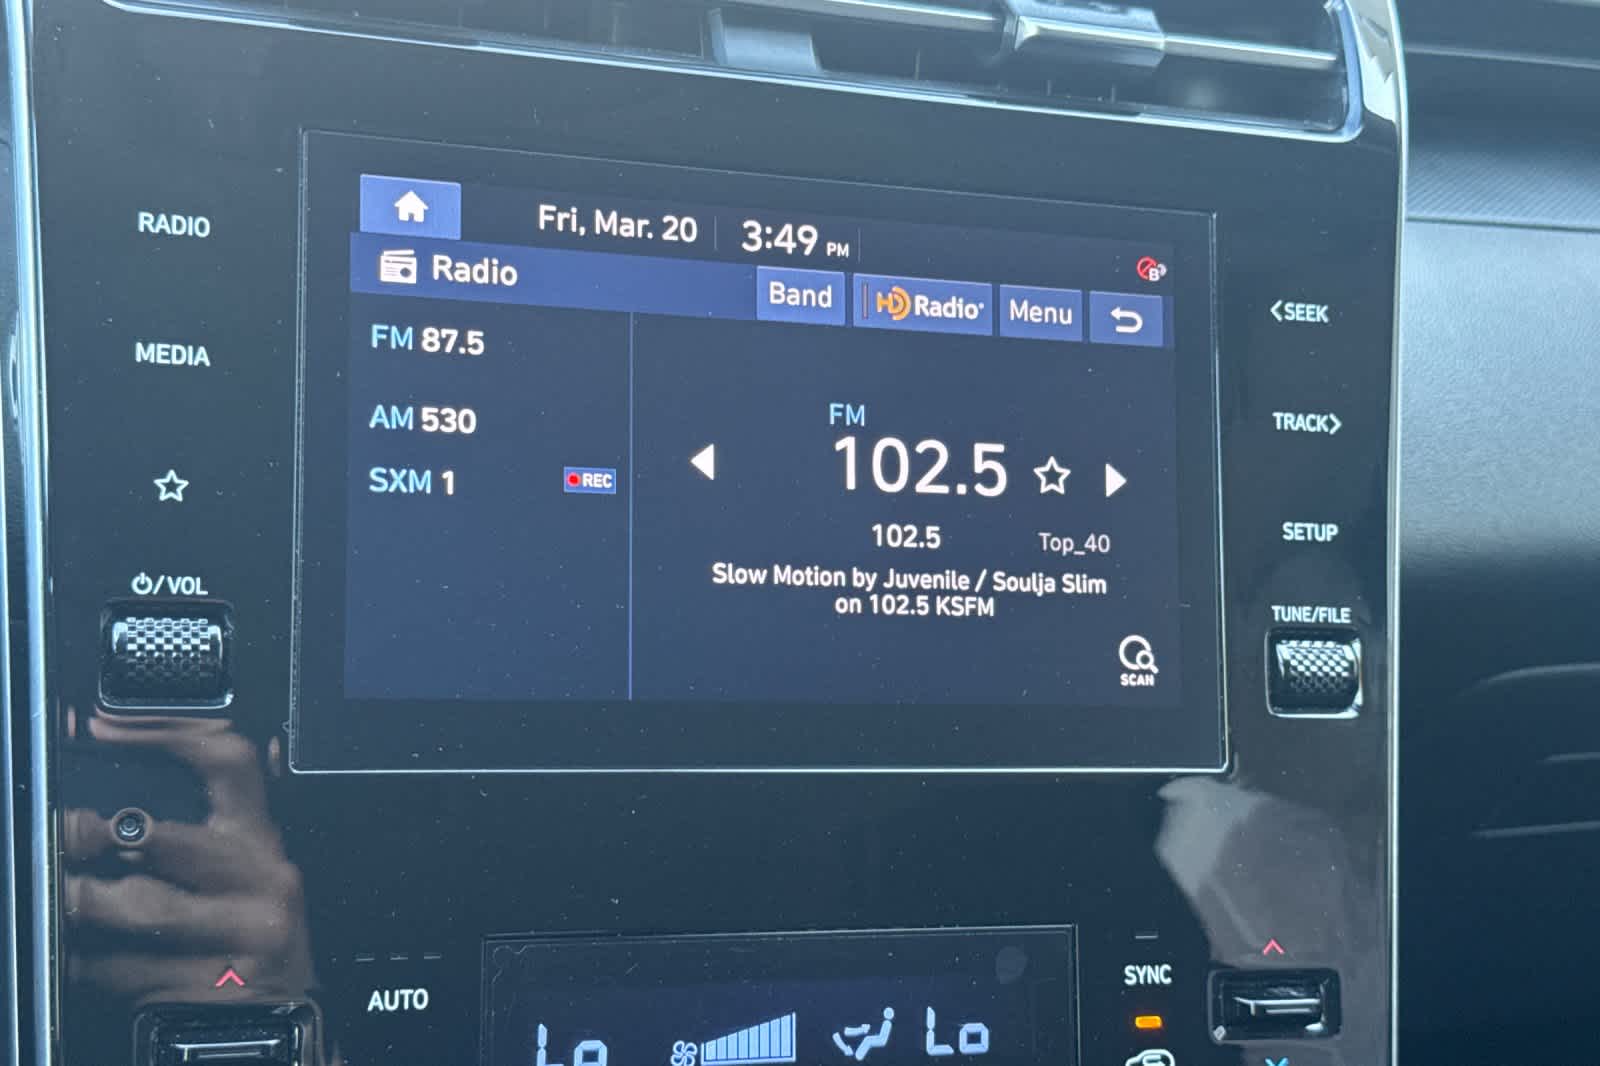 RADIO
MEDIA
⏻/VOL
Fri, Mar. 20
3:49 PM
B
Radio
Band
HD Radio
Menu
FM 87.5
AM 530
SXM 1
REC
FM
102.5
102.5
Top_40
Slow Motion by Juvenile / Soulja Slim
on 102.5 KSFM
SCAN
<SEEK
TRACK>
SETUP
TUNE/FILE
AUTO
Lo
Lo
SYNC